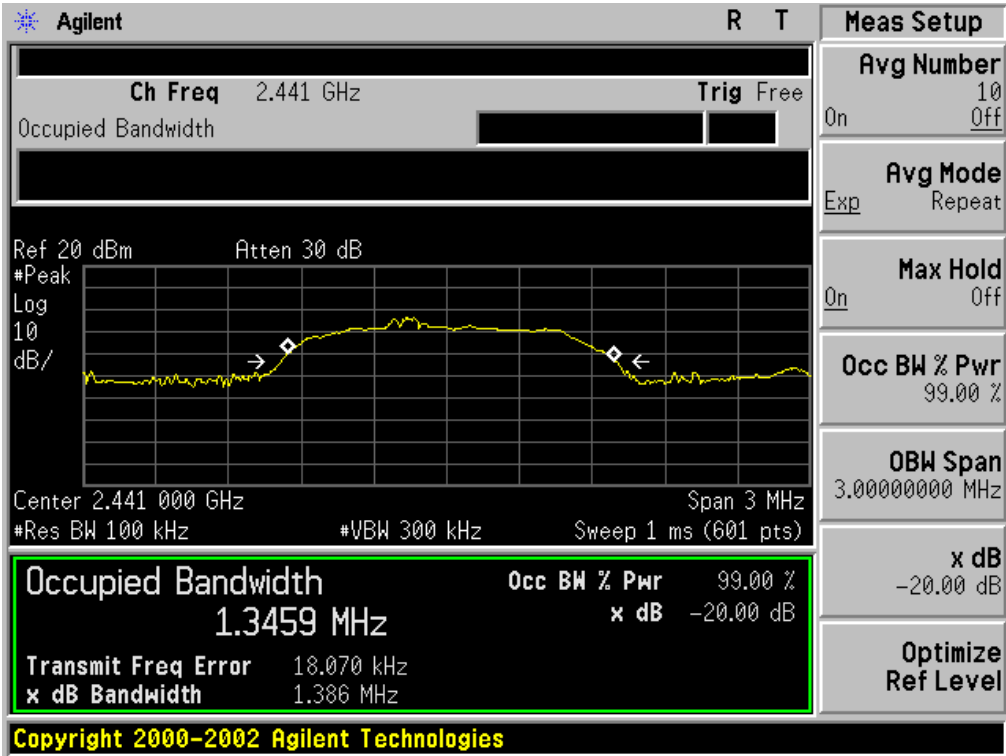 Agilent R T
Ch Freq 2.441 GHz Trig Free
Occupied Bandwidth
Ref 20 dBm Atten 30 dB
#Peak
Log
10
dB/
Center 2.441 000 GHz Span 3 MHz
#Res BW 100 kHz #VBW 300 kHz Sweep 1 ms (601 pts)
Occupied Bandwidth Occ BW % Pwr 99.00 %
1.3459 MHz x dB -20.00 dB
Transmit Freq Error 18.070 kHz
x dB Bandwidth 1.386 MHz
Copyright 2000-2002 Agilent Technologies
Meas Setup
Avg Number
10
On Off
Avg Mode
Exp Repeat
Max Hold
On Off
Occ BW % Pwr
99.00 %
OBW Span
3.00000000 MHz
x dB
-20.00 dB
Optimize
Ref Level